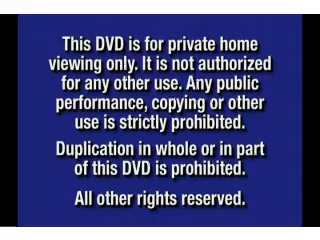 This DVD is for private home
viewing only. It is not authorized
for any other use. Any public
performance, copying or other
use is strictly prohibited.
Duplication in whole or in part
of this DVD is prohibited.
All other rights reserved.